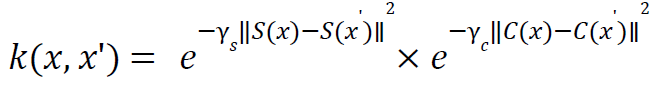 k(x, x') = e^{-γ_s‖S(x)-S(x')‖^2} × e^{-γ_c‖C(x)-C(x')‖^2}